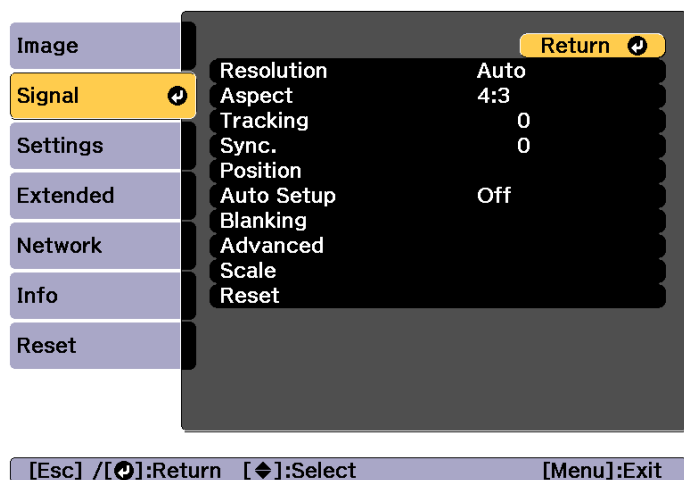 Image
Signal
Settings
Extended
Network
Info
Reset
Return
Resolution Auto
Aspect 4:3
Tracking 0
Sync. 0
Position
Auto Setup Off
Blanking
Advanced
Scale
Reset
[Esc] /[⏎]:Return [◆]:Select [Menu]:Exit